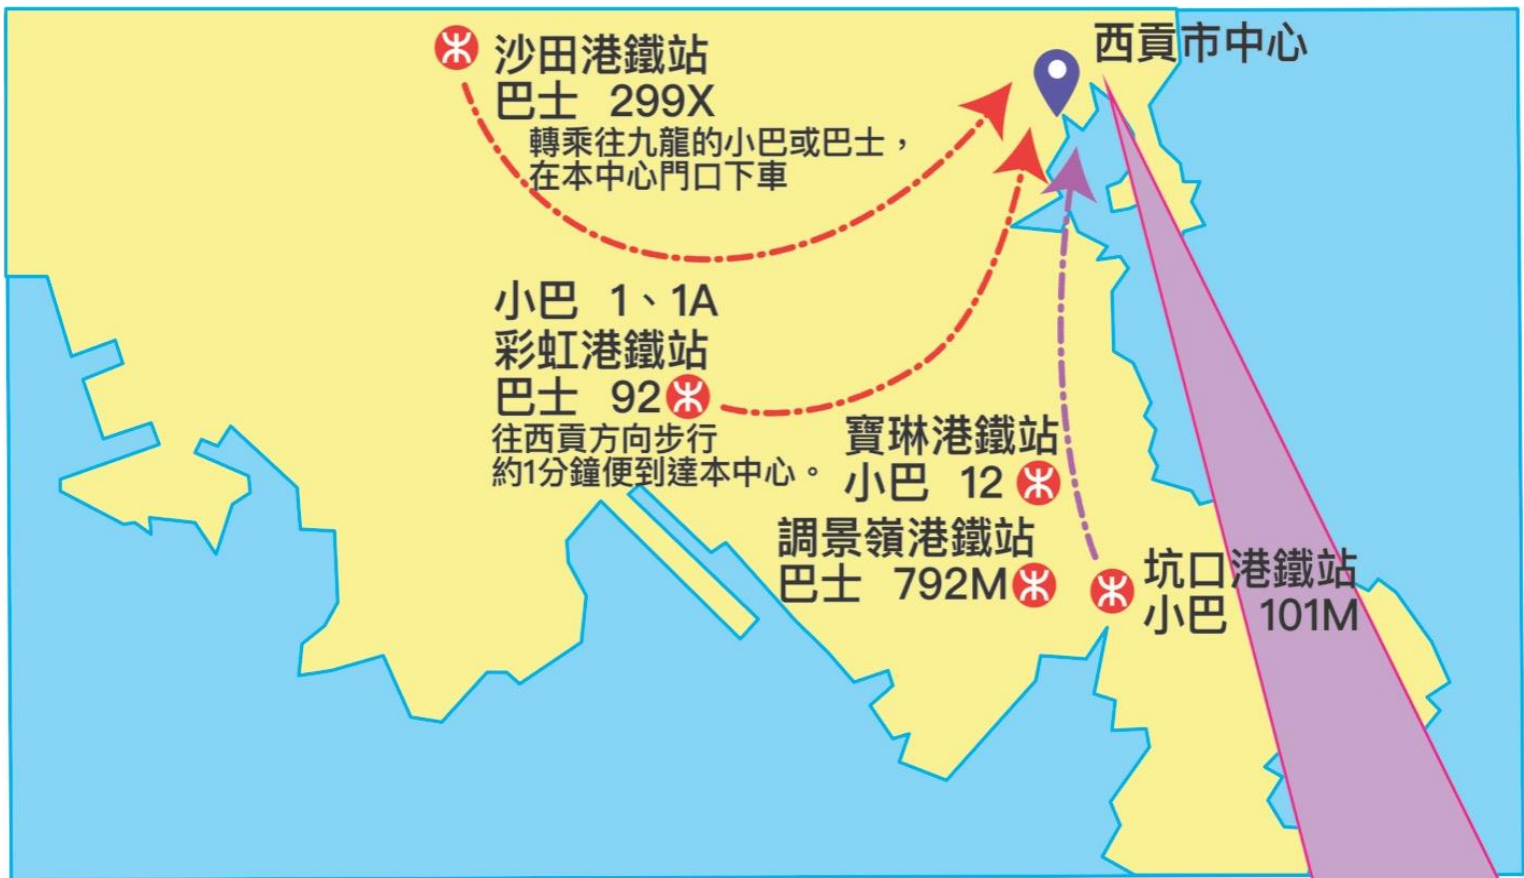 西貢市中心
沙田港鐵站
巴士 299X
轉乘往九龍的小巴或巴士，
在本中心門口下車
小巴 1、1A
彩虹港鐵站
巴士 92
往西貢方向步行
約1分鐘便到達本中心。
寶琳港鐵站
小巴 12
調景嶺港鐵站
巴士 792M
坑口港鐵站
小巴 101M